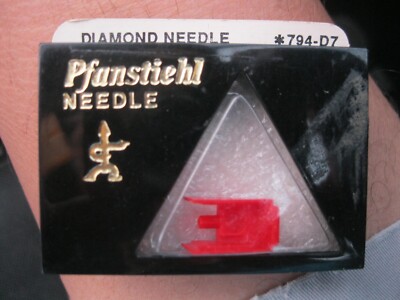 DIAMOND NEEDLE *794-D7
Pfanstiehl
NEEDLE